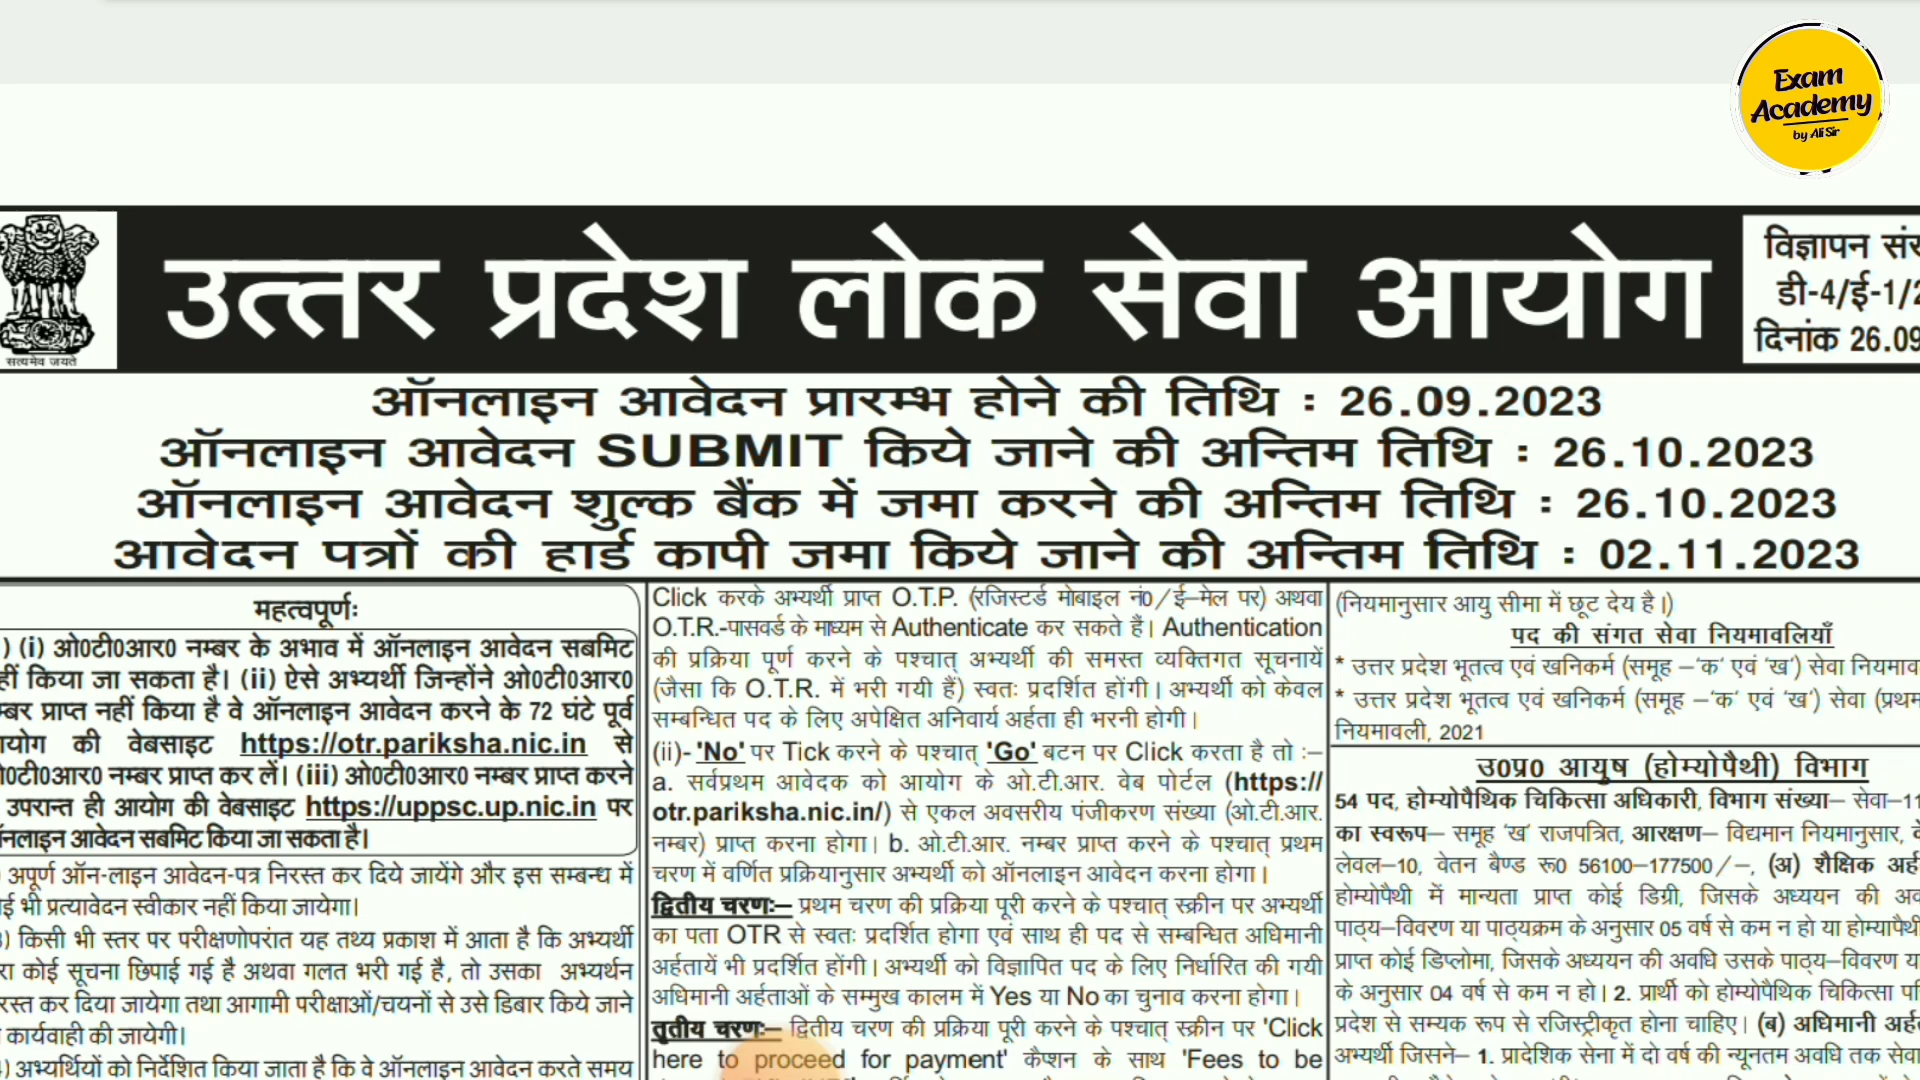 Exam
Academy
by Ali Sir
सत्यमेव जयते
उत्तर प्रदेश लोक सेवा आयोग
विज्ञापन
डी-4/ई-1/
दिनांक 26.09
ऑनलाइन आवेदन प्रारम्भ होने की तिथि : 26.09.2023
ऑनलाइन आवेदन SUBMIT किये जाने की अन्तिम तिथि : 26.10.2023
ऑनलाइन आवेदन शुल्क बैंक में जमा करने की अन्तिम तिथि : 26.10.2023
आवेदन पत्रों की हार्ड कापी जमा किये जाने की अन्तिम तिथि : 02.11.2023
महत्वपूर्णः
) (i) ओ0टी0आर0 नम्बर के अभाव में ऑनलाइन आवेदन सबमिट
किया जा सकता है। (ii) ऐसे अभ्यर्थी जिन्होंने ओ0टी0आर0
प्राप्त नहीं किया है वे ऑनलाइन आवेदन करने के 72 घंटे पूर्व
की वेबसाइट https://otr.pariksha.nic.in से
नम्बर प्राप्त कर लें। (iii) ओ0टी0आर0 नम्बर प्राप्त करने
उपरान्त ही आयोग की वेबसाइट https://uppsc.up.nic.in पर
आवेदन सबमिट किया जा सकता है।
अपूर्ण ऑन-लाइन आवेदन-पत्र निरस्त कर दिये जायेंगे और इस सम्बन्ध में
भी प्रत्यावेदन स्वीकार नहीं किया जायेगा।
) किसी भी स्तर पर परीक्षणोपरांत यह तथ्य प्रकाश में आता है कि अभ्यर्थी
कोई सूचना छिपाई गई है अथवा गलत भरी गई है, तो उसका अभ्यर्थन
कर दिया जायेगा तथा आगामी परीक्षाओं/चयनों से उसे डिबार किये जाने
कार्यवाही की जायेगी।
) अभ्यर्थियों को निर्देशित किया जाता है कि वे ऑनलाइन आवेदन करते समय
Click करके अभ्यर्थी प्राप्त O.T.P. (रजिस्टर्ड मोबाइल नं0/ई–मेल पर) अथवा
O.T.R.-पासवर्ड के माध्यम से Authenticate कर सकते हैं। Authentication
की प्रक्रिया पूर्ण करने के पश्चात् अभ्यर्थी की समस्त व्यक्तिगत सूचनायें
(जैसा कि O.T.R. में भरी गयी हैं) स्वतः प्रदर्शित होंगी। अभ्यर्थी को केवल
सम्बन्धित पद के लिए अपेक्षित अनिवार्य अर्हता ही भरनी होगी।
(ii)- 'No' पर Tick करने के पश्चात् 'Go' बटन पर Click करता है तो :–
a. सर्वप्रथम आवेदक को आयोग के ओ.टी.आर. वेब पोर्टल (https://
otr.pariksha.nic.in/) से एकल अवसरीय पंजीकरण संख्या (ओ.टी.आर.
नम्बर) प्राप्त करना होगा। b. ओ.टी.आर. नम्बर प्राप्त करने के पश्चात् प्रथम
चरण में वर्णित प्रक्रियानुसार अभ्यर्थी को ऑनलाइन आवेदन करना होगा।
द्वितीय चरणः– प्रथम चरण की प्रक्रिया पूरी करने के पश्चात् स्क्रीन पर अभ्यर्थी
का पता OTR से स्वतः प्रदर्शित होगा एवं साथ ही पद से सम्बन्धित अधिमानी
अर्हतायें भी प्रदर्शित होंगी। अभ्यर्थी को विज्ञापित पद के लिए निर्धारित की गयी
अधिमानी अर्हताओं के सम्मुख कालम में Yes या No का चुनाव करना होगा।
तृतीय चरणः– द्वितीय चरण की प्रक्रिया पूरी करने के पश्चात् स्क्रीन पर 'Click
here to proceed for payment' कैप्शन के साथ 'Fees to be
(नियमानुसार आयु सीमा में छूट देय है।)
पद की संगत सेवा नियमावलियाँ
* उत्तर प्रदेश भूतत्व एवं खनिकर्म (समूह –'क' एवं 'ख') सेवा
* उत्तर प्रदेश भूतत्व एवं खनिकर्म (समूह –'क' एवं 'ख') सेवा (प्रथम
नियमावली, 2021
उ0प्र0 आयुष (होम्योपैथी) विभाग
54 पद, होम्योपैथिक चिकित्सा अधिकारी, विभाग संख्या– सेवा–11
का स्वरूप– समूह 'ख' राजपत्रित, आरक्षण– विद्यमान नियमानुसार,
लेवल–10, वेतन बैण्ड रू0 56100–177500/–, (अ) शैक्षिक
होम्योपैथी में मान्यता प्राप्त कोई डिग्री, जिसके अध्ययन की
पाठ्य–विवरण या पाठ्यक्रम के अनुसार 05 वर्ष से कम न हो या होम्योपैथी
प्राप्त कोई डिप्लोमा, जिसके अध्ययन की अवधि उसके पाठ्य–विवरण
के अनुसार 04 वर्ष से कम न हो। 2. प्रार्थी को होम्योपैथिक चिकित्सा
प्रदेश से सम्यक रूप से रजिस्ट्रीकृत होना चाहिए। (ब) अधिमानी
अभ्यर्थी जिसने– 1. प्रादेशिक सेना में दो वर्ष की न्यूनतम अवधि तक सेवा